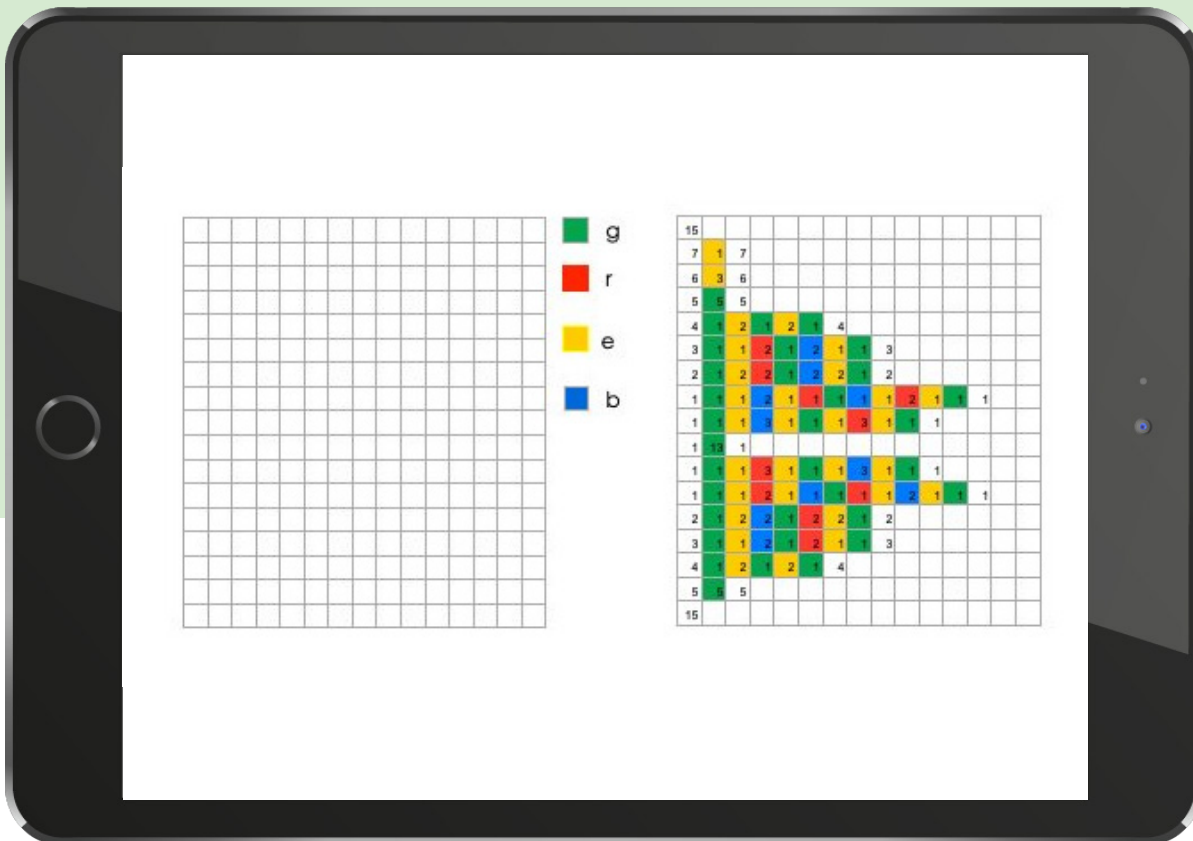 g
r
e
b
15
7 1 7
6 3 6
5 5 5
4 1 2 1 2 1 4
3 1 1 2 1 2 1 1 3
2 1 2 2 1 2 2 1 2
1 1 1 2 1 1 1 1 1 2 1 1 1
1 1 1 3 1 1 1 3 1 1 1
1 13 1
1 1 1 3 1 1 1 3 1 1 1
1 1 1 2 1 1 1 1 1 2 1 1 1
2 1 2 2 1 2 2 1 2
3 1 1 2 1 2 1 1 3
4 1 2 1 2 1 4
5 5 5
15